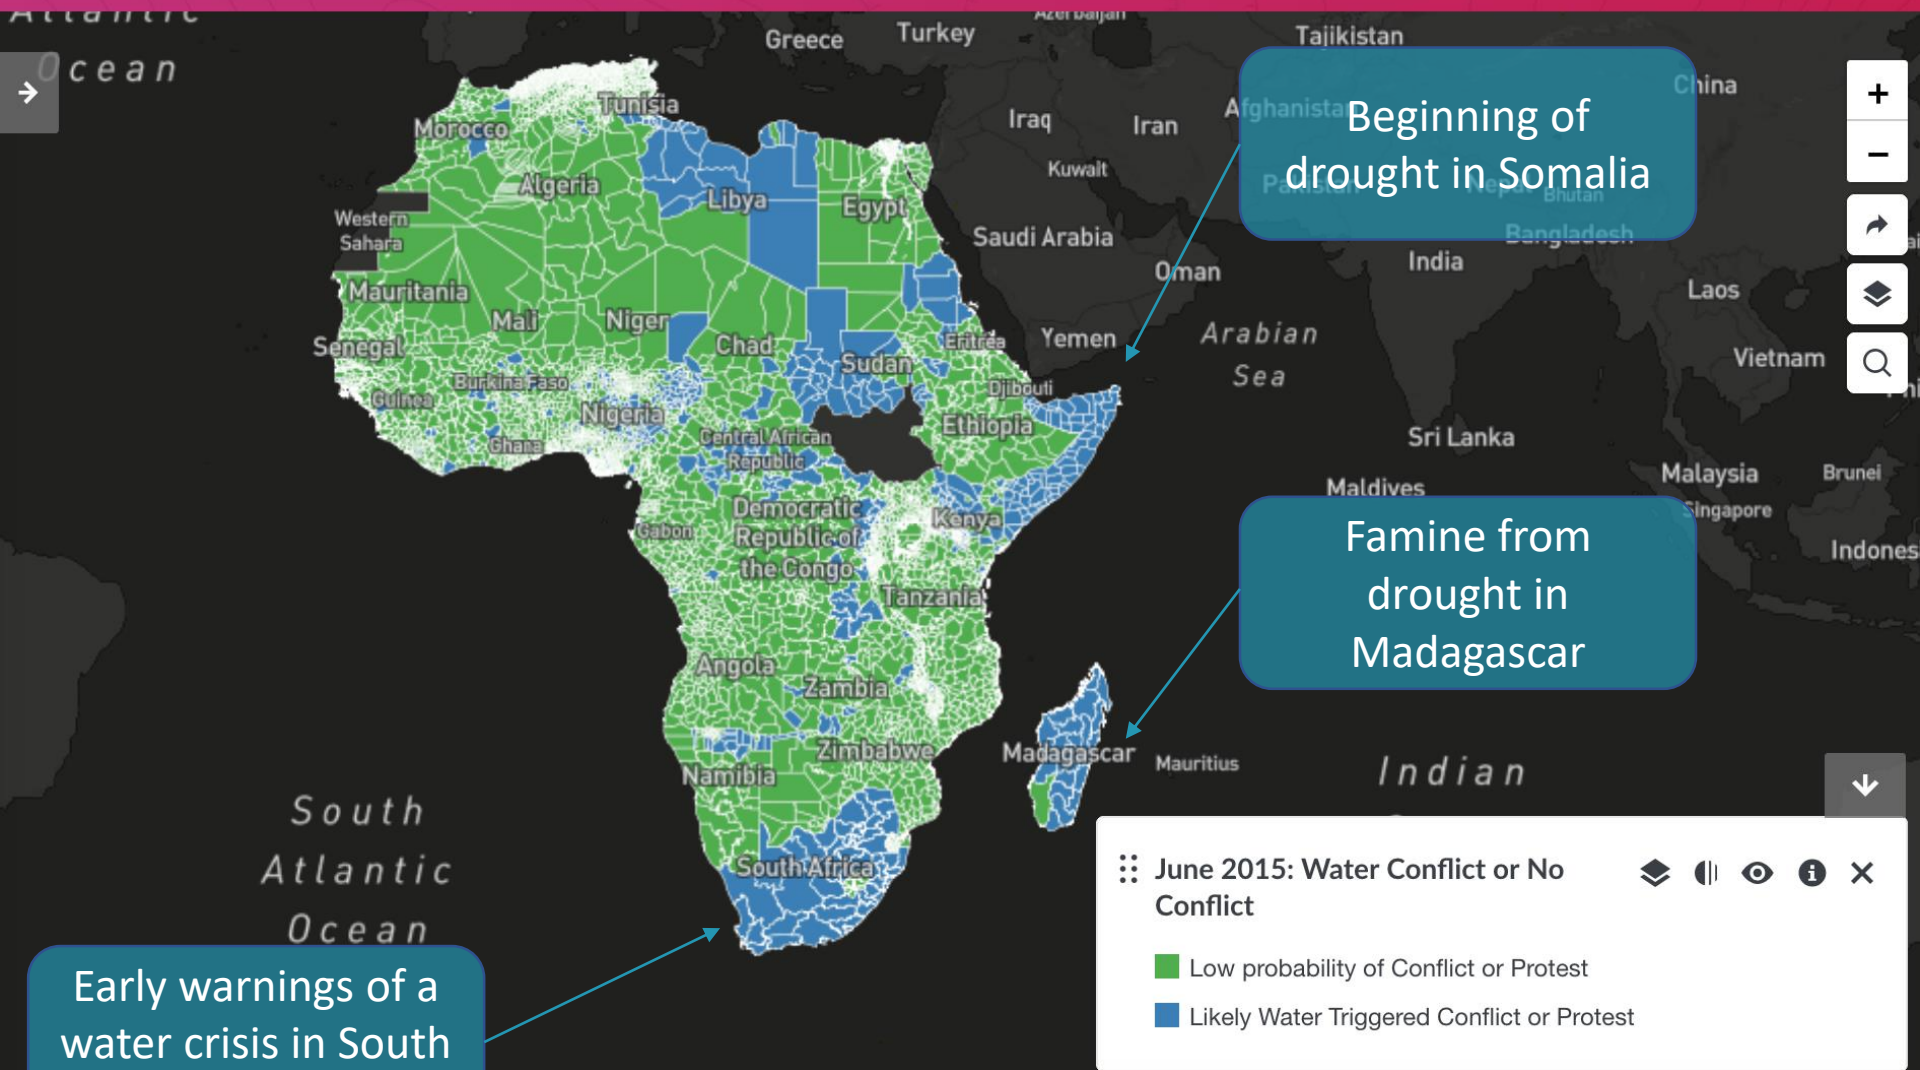 Atlantic
Ocean
Greece
Turkey
Azerbaijan
Tajikistan
China
Beginning of
drought in Somalia
+
−
Tunisia
Morocco
Iraq
Iran
Kuwait
Nepal
Bhutan
Algeria
Libya
Egypt
Western
Sahara
Saudi Arabia
Bangladesh
Oman
India
Laos
Mauritania
Mali
Niger
Chad
Sudan
Eritrea
Yemen
Arabian
Sea
Senegal
Vietnam
Burkina Faso
Guinea
Nigeria
Djibouti
Ethiopia
Ghana
Central African
Republic
Sri Lanka
Malaysia
Brunei
Maldives
Singapore
Democratic
Republic of
the Congo
Gabon
Kenya
Famine from
drought in
Madagascar
Tanzania
Angola
Zambia
Zimbabwe
Namibia
Madagascar
Mauritius
Indian
South
Atlantic
Ocean
South Africa
June 2015: Water Conflict or No
Conflict
Low probability of Conflict or Protest
Likely Water Triggered Conflict or Protest
Early warnings of a
water crisis in South